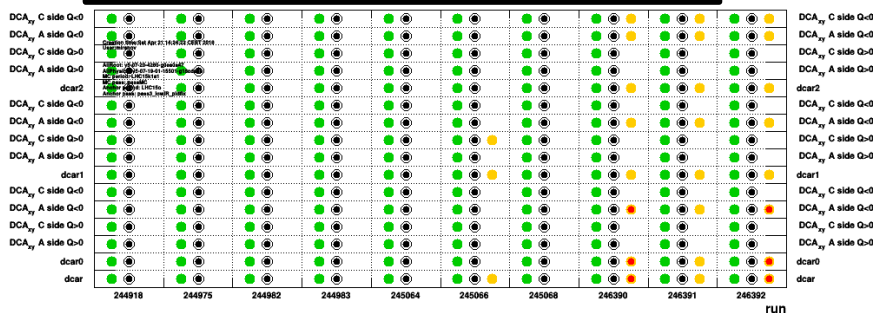 DCAxy C side Q<0 DCAxy C side Q<0
DCAxy A side Q<0 DCAxy A side Q<0
DCAxy C side Q>0 DCAxy C side Q>0
DCAxy A side Q>0 DCAxy A side Q>0
dcar2 dcar2
DCAxy C side Q<0 DCAxy C side Q<0
DCAxy A side Q<0 DCAxy A side Q<0
DCAxy C side Q>0 DCAxy C side Q>0
DCAxy A side Q>0 DCAxy A side Q>0
dcar1 dcar1
DCAxy C side Q<0 DCAxy C side Q<0
DCAxy A side Q<0 DCAxy A side Q<0
DCAxy C side Q>0 DCAxy C side Q>0
DCAxy A side Q>0 DCAxy A side Q>0
dcar0 dcar0
dcar dcar
244918 244975 244982 244983 245064 245066 245068 246390 246391 246392
run